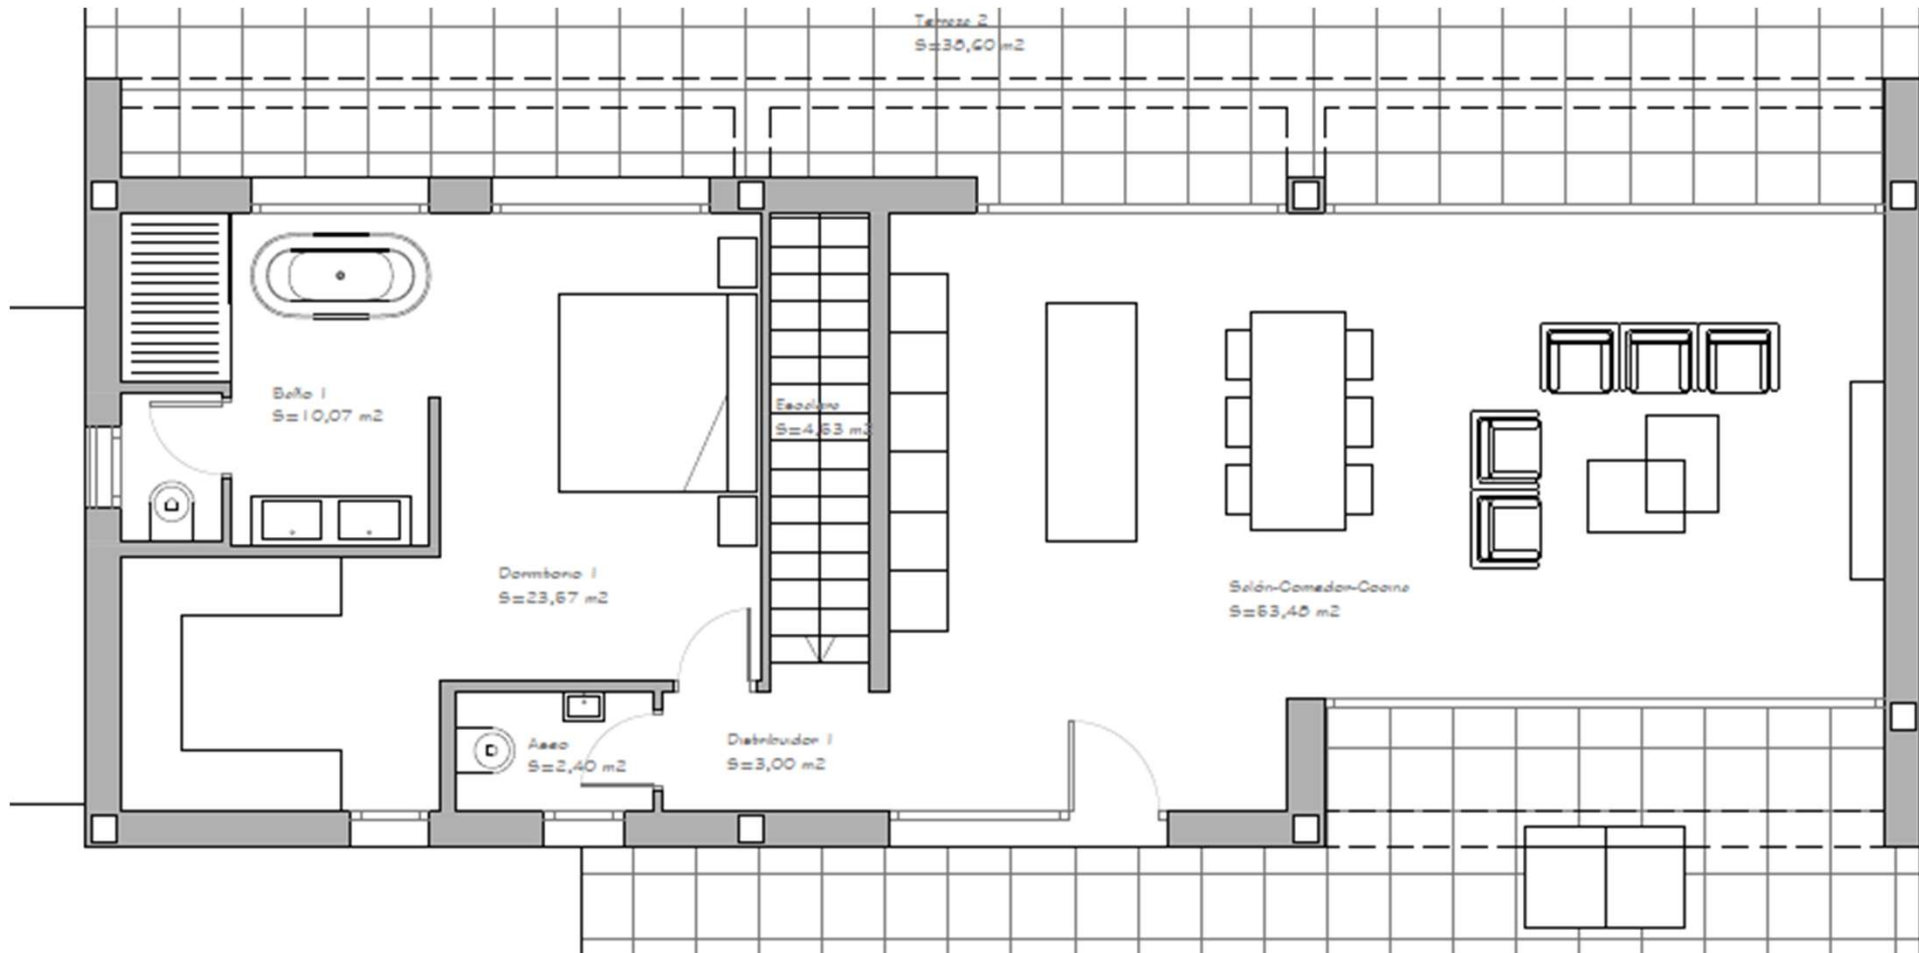 Terraza 2
S=38,60 m2
Baño 1
S=10,07 m2
Escalera
S=4,63 m2
Dormitorio 1
S=23,67 m2
Salón-Comedor-Cocina
S=53,48 m2
Aseo
S=2,40 m2
Distribuidor 1
S=3,00 m2